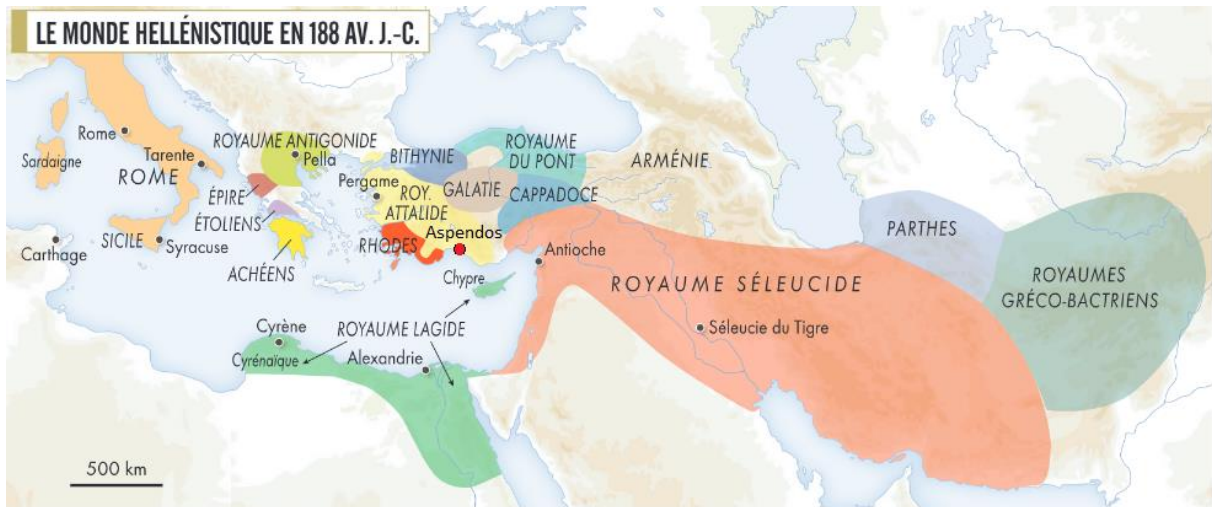 LE MONDE HELLÉNISTIQUE EN 188 AV. J.-C.
Rome
Sardaigne
Tarente
ROME
SICILE
Syracuse
Carthage
ROYAUME ANTIGONIDE
Pella
ÉPIRE
ÉTOLIENS
ACHÉENS
BITHYNIE
ROYAUME
DU PONT
GALATIE
CAPPADOCE
ARMÉNIE
Pergame
ROY.
ATTALIDE
RHODES
Aspendos
Chypre
Antioche
ROYAUME SÉLEUCIDE
Séleucie du Tigre
PARTHES
ROYAUMES
GRÉCO-BACTRIENS
Cyrène
Cyrénaïque
ROYAUME LAGIDE
Alexandrie
500 km